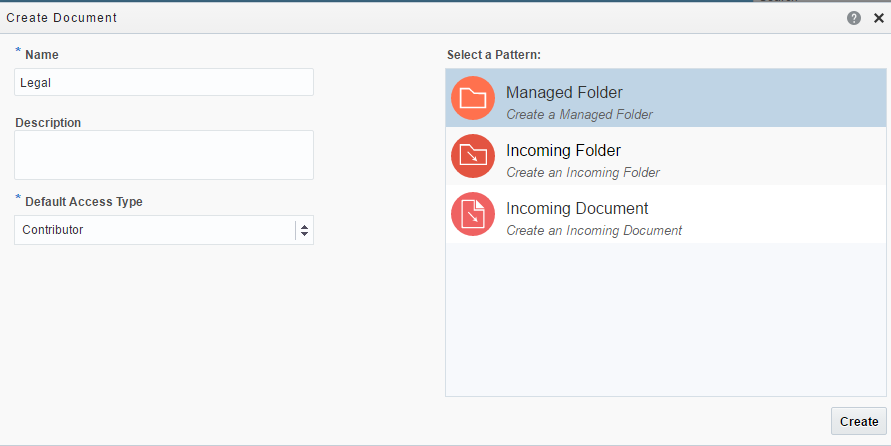 Create Document
* Name
Legal
Description
* Default Access Type
Contributor
Select a Pattern:
Managed Folder
Create a Managed Folder
Incoming Folder
Create an Incoming Folder
Incoming Document
Create an Incoming Document
Create